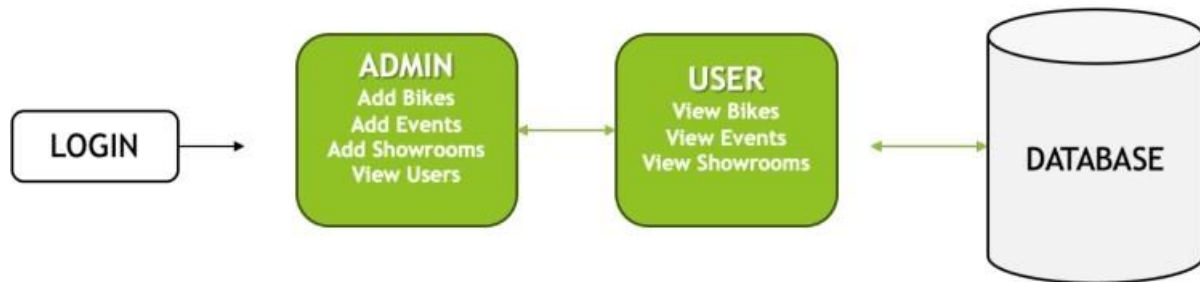 LOGIN
ADMIN
Add Bikes
Add Events
Add Showrooms
View Users
USER
View Bikes
View Events
View Showrooms
DATABASE